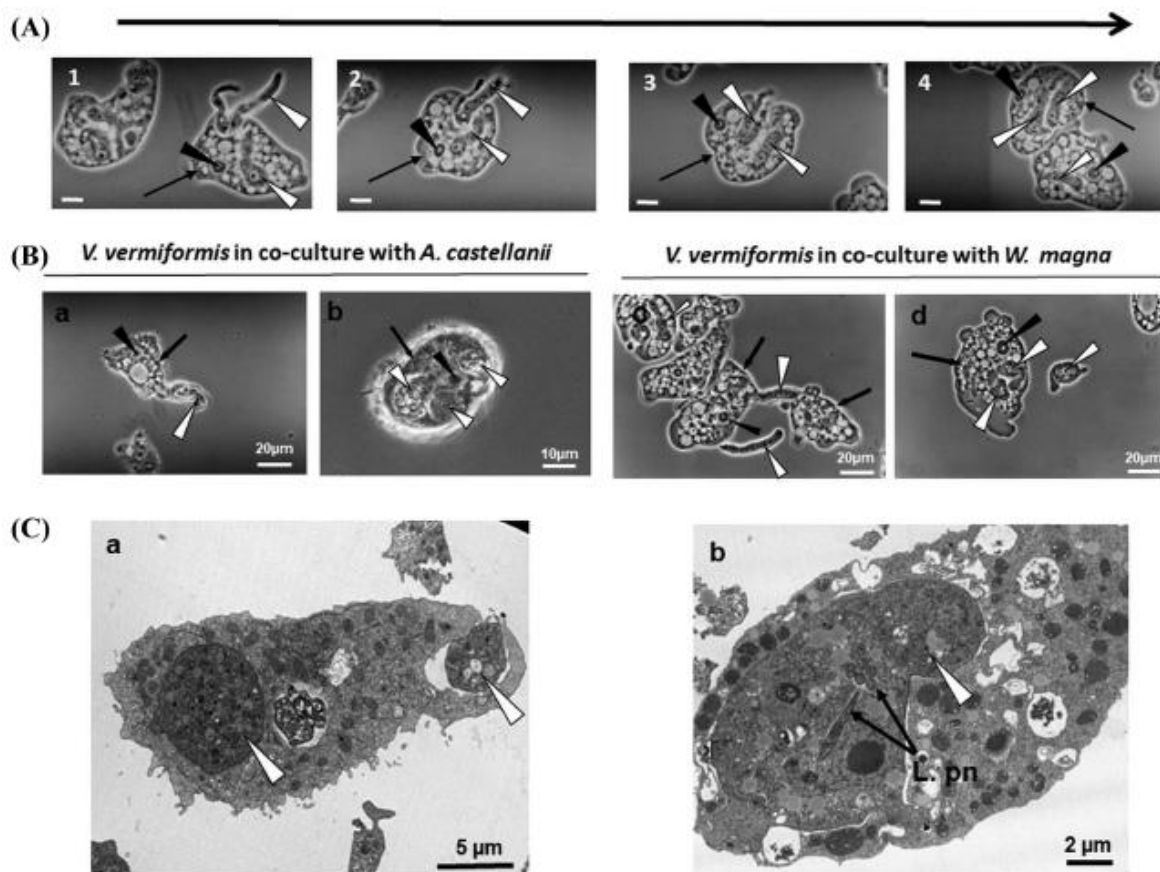 (A)
1 2 3 4
(B)
V. vermiformis in co-culture with A. castellanii
V. vermiformis in co-culture with W. magna
a b c d
20µm 10µm 20µm 20µm
(C)
a b
L. pn
5 µm 2 µm